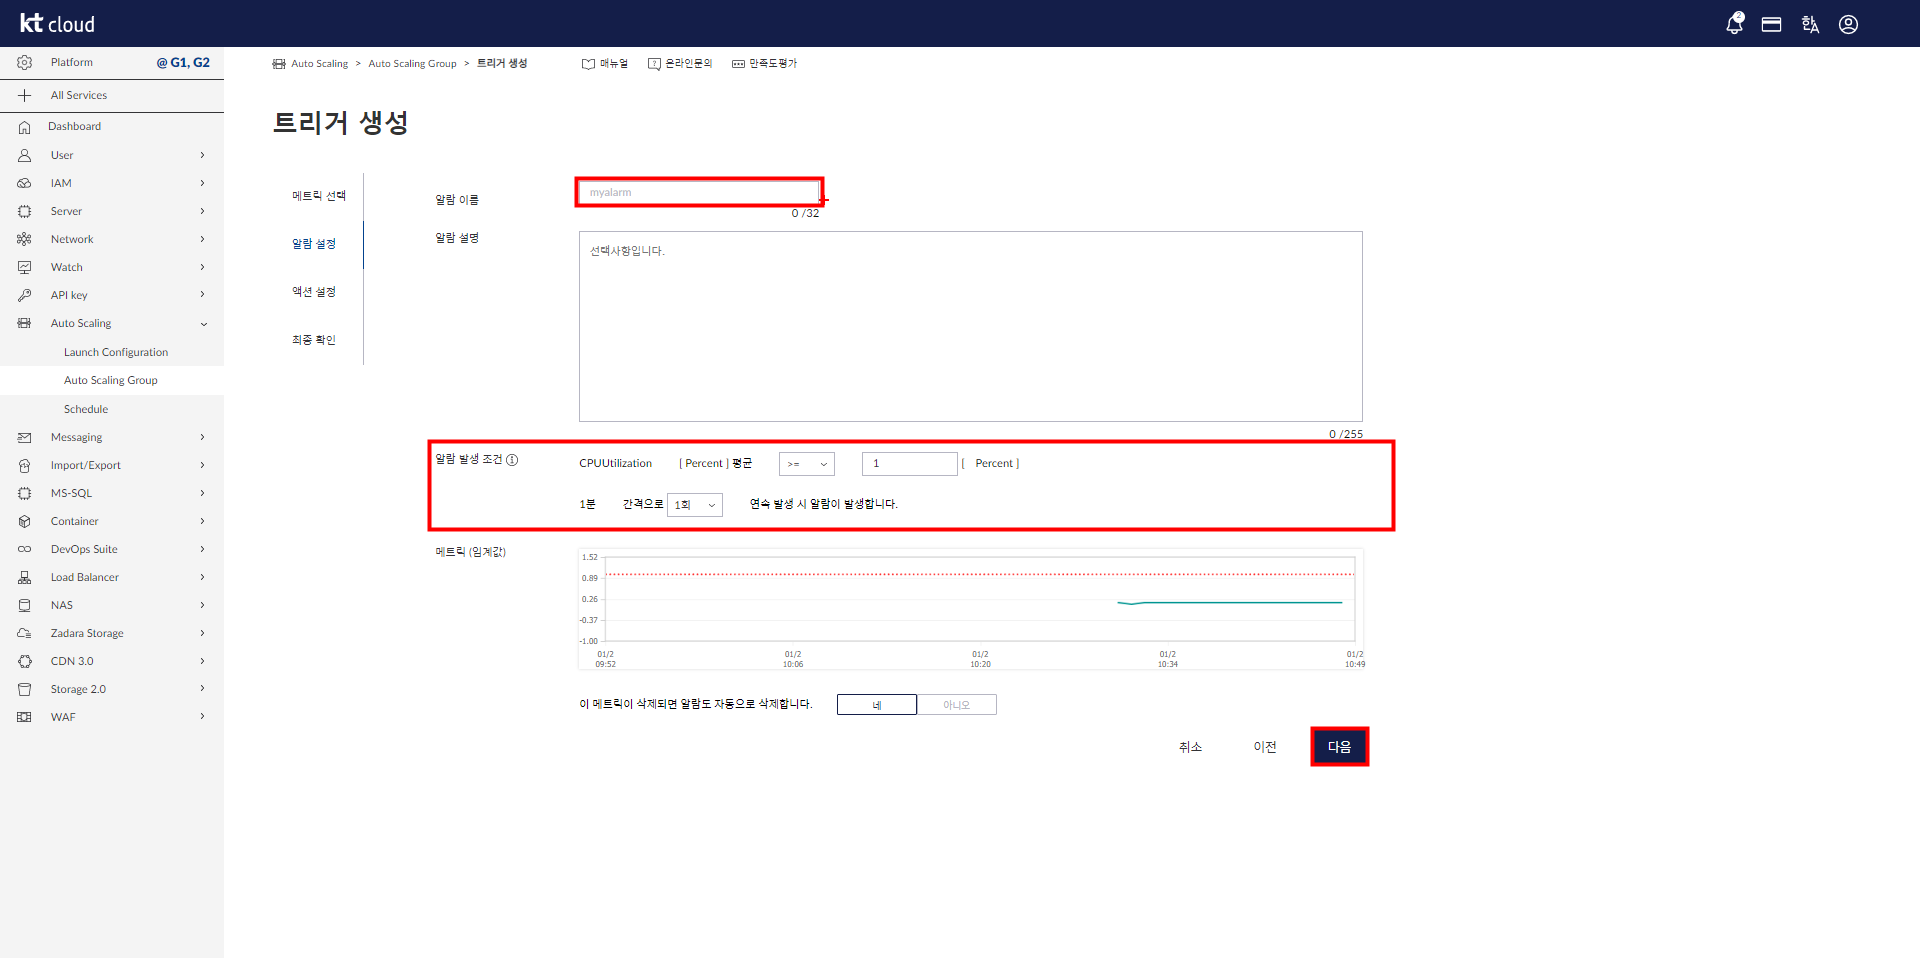 kt cloud
2
한A
Platform @ G1, G2
All Services
Dashboard
User
IAM
Server
Network
Watch
API key
Auto Scaling
Launch Configuration
Auto Scaling Group
Schedule
Messaging
Import/Export
MS-SQL
Container
DevOps Suite
Load Balancer
NAS
Zadara Storage
CDN 3.0
Storage 2.0
WAF
Auto Scaling > Auto Scaling Group > 트리거 생성
매뉴얼 온라인문의 만족도평가
트리거 생성
메트릭 선택
알람 설정
액션 설정
최종 확인
알람 이름 myalarm
0 /32
알람 설명
선택사항입니다.
0 /255
알람 발생 조건 CPUUtilization [ Percent ] 평균 >= 1 [ Percent ]
1분 간격으로 1회 연속 발생 시 알람이 발생합니다.
메트릭 (임계값)
1.52
0.89
0.26
-0.37
-1.00
01/2 01/2 01/2 01/2 01/2
09:52 10:06 10:20 10:34 10:49
이 메트릭이 삭제되면 알람도 자동으로 삭제합니다. 네 아니오
취소 이전 다음